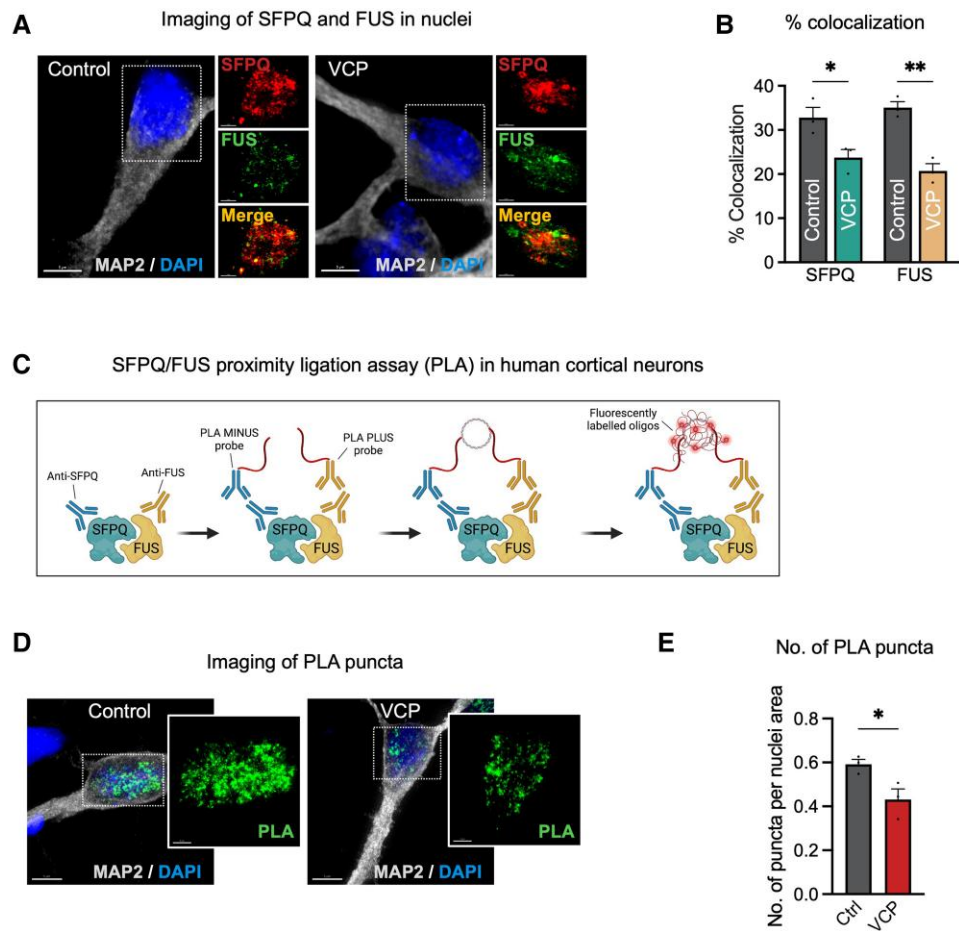 A
Imaging of SFPQ and FUS in nuclei
Control
SFPQ
FUS
Merge
MAP2 / DAPI
VCP
SFPQ
FUS
Merge
MAP2 / DAPI
B
% colocalization
% Colocalization
40
30
20
10
0
*
**
Control
VCP
Control
VCP
SFPQ
FUS
C
SFPQ/FUS proximity ligation assay (PLA) in human cortical neurons
Anti-SFPQ
Anti-FUS
SFPQ
FUS
PLA MINUS
probe
PLA PLUS
probe
SFPQ
FUS
SFPQ
FUS
Fluorescently
labelled oligos
SFPQ
FUS
D
Imaging of PLA puncta
Control
PLA
MAP2 / DAPI
VCP
PLA
MAP2 / DAPI
E
No. of PLA puncta
No. of puncta per nuclei area
0.8
0.6
0.4
0.2
0.0
*
Ctrl
VCP